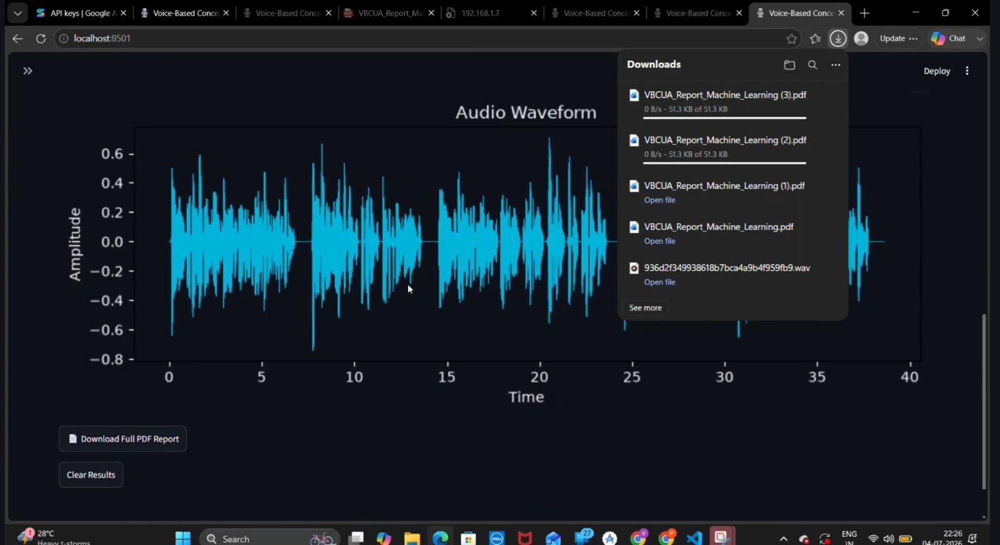 API keys | Google A
Voice-Based Conce
Voice-Based Conce
VBCUA_Report_Ma
192.168.1.7
Voice-Based Conce
Voice-Based Conce
Voice-Based Conce
localhost:8501
Update
Chat
Downloads
Deploy
VBCUA_Report_Machine_Learning (3).pdf
0 B/s - 51.3 KB of 51.3 KB
VBCUA_Report_Machine_Learning (2).pdf
0 B/s - 51.3 KB of 51.3 KB
VBCUA_Report_Machine_Learning (1).pdf
Open file
VBCUA_Report_Machine_Learning.pdf
Open file
936d2f349938618b7bca4a9b4f959fb9.wav
Open file
See more
Audio Waveform
0.6
0.4
0.2
0.0
−0.2
−0.4
−0.6
−0.8
Amplitude
0 5 10 15 20 25 30 35 40
Time
Download Full PDF Report
Clear Results
1
28°C
Heavy t-storms
Search
DELL
27
V
P
ENG
IN
22:26
04-07-2026